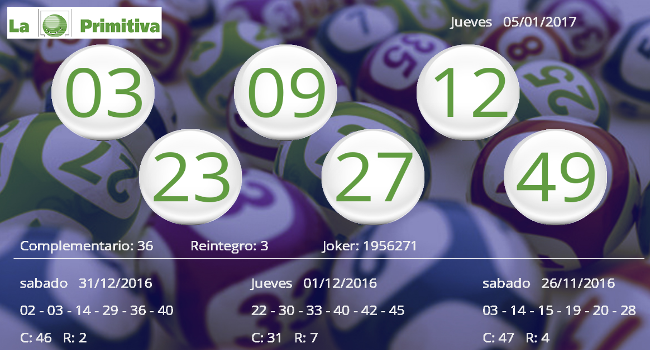 La Primitiva
Jueves 05/01/2017
03 09 12
23 27 49
Complementario: 36 Reintegro: 3 Joker: 1956271
sabado 31/12/2016 Jueves 01/12/2016 sabado 26/11/2016
02 - 03 - 14 - 29 - 36 - 40 22 - 30 - 33 - 40 - 42 - 45 03 - 14 - 15 - 19 - 20 - 28
C: 46 R: 2 C: 31 R: 7 C: 47 R: 4